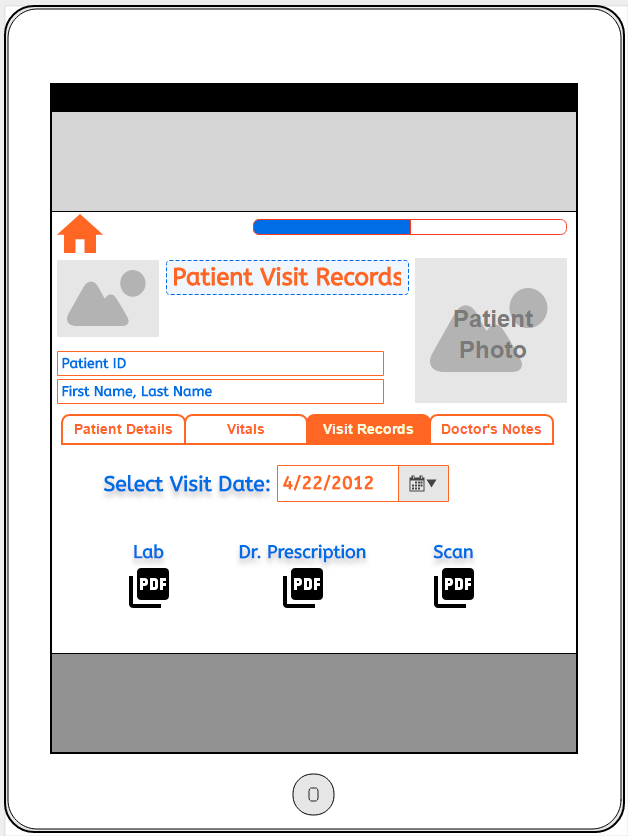 Patient Visit Records
Patient
Photo
Patient ID
First Name, Last Name
Patient Details
Vitals
Visit Records
Doctor's Notes
Select Visit Date: 4/22/2012
Lab
Dr. Prescription
Scan
PDF
PDF
PDF